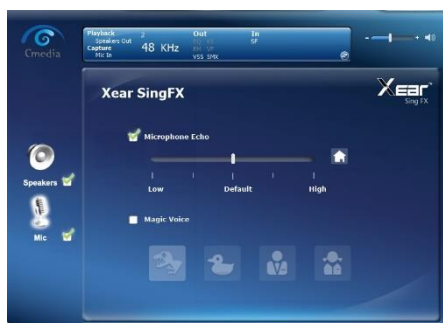 Playback 2 Out In
Speakers Out SF
Capture 48 KHz
Mic In VSS SMX
Cmedia
- +
Xear SingFX
Xear
Sing FX
Microphone Echo
Low Default High
Speakers
Mic
Magic Voice